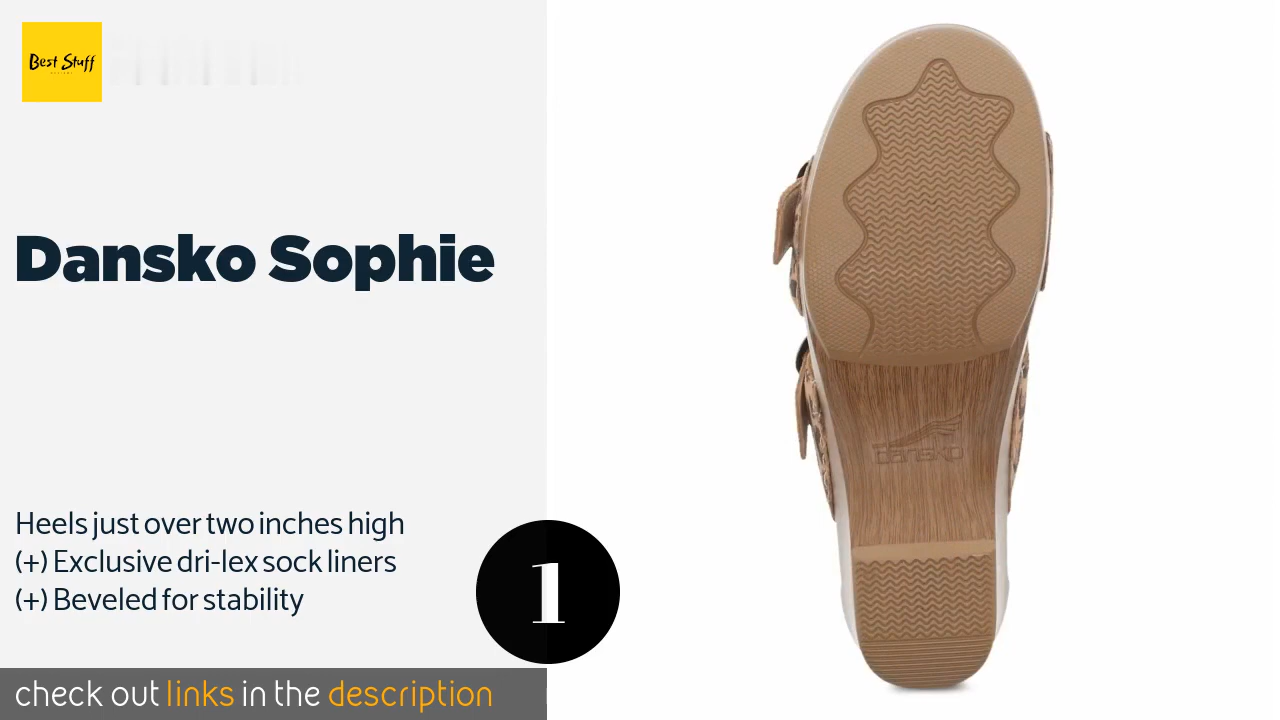 Best Stuff
Dansko Sophie
dansko
Heels just over two inches high
(+) Exclusive dri-lex sock liners
(+) Beveled for stability
1
check out links in the description